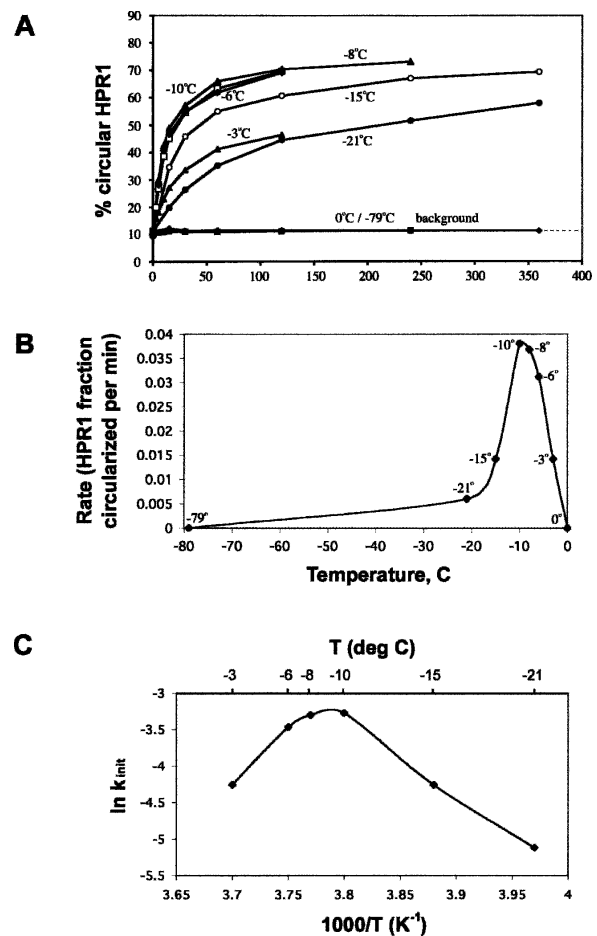 A
% circular HPR1
90
80
70
60
50
40
30
20
10
0
-10°C
-6°C
-8°C
-15°C
-3°C
-21°C
0°C / -79°C background
0 50 100 150 200 250 300 350 400
B
Rate (HPR1 fraction
circularized per min)
0.04
0.035
0.03
0.025
0.02
0.015
0.01
0.005
0
-79°
-21°
-15°
-10°
-8°
-6°
-3°
0°
-80 -70 -60 -50 -40 -30 -20 -10 0
Temperature, C
C
T (deg C)
-3 -6 -8 -10 -15 -21
ln kinit
-3
-3.5
-4
-4.5
-5
-5.5
3.65 3.7 3.75 3.8 3.85 3.9 3.95 4
1000/T (K-1)